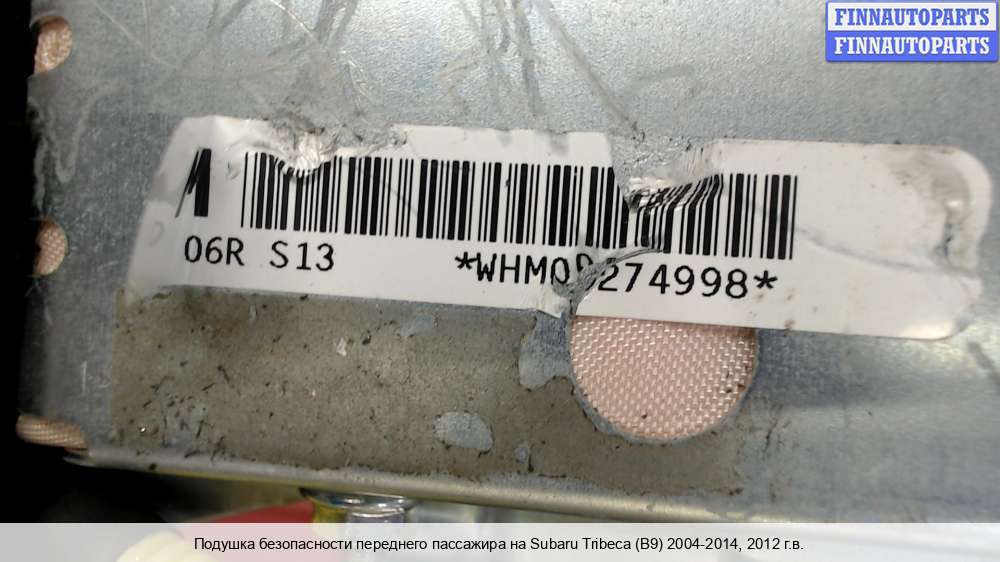 FINNAUTOPARTS
FINNAUTOPARTS
06R S13
Подушка безопасности переднего пассажира на Subaru Tribeca (B9) 2004-2014, 2012 г.в.